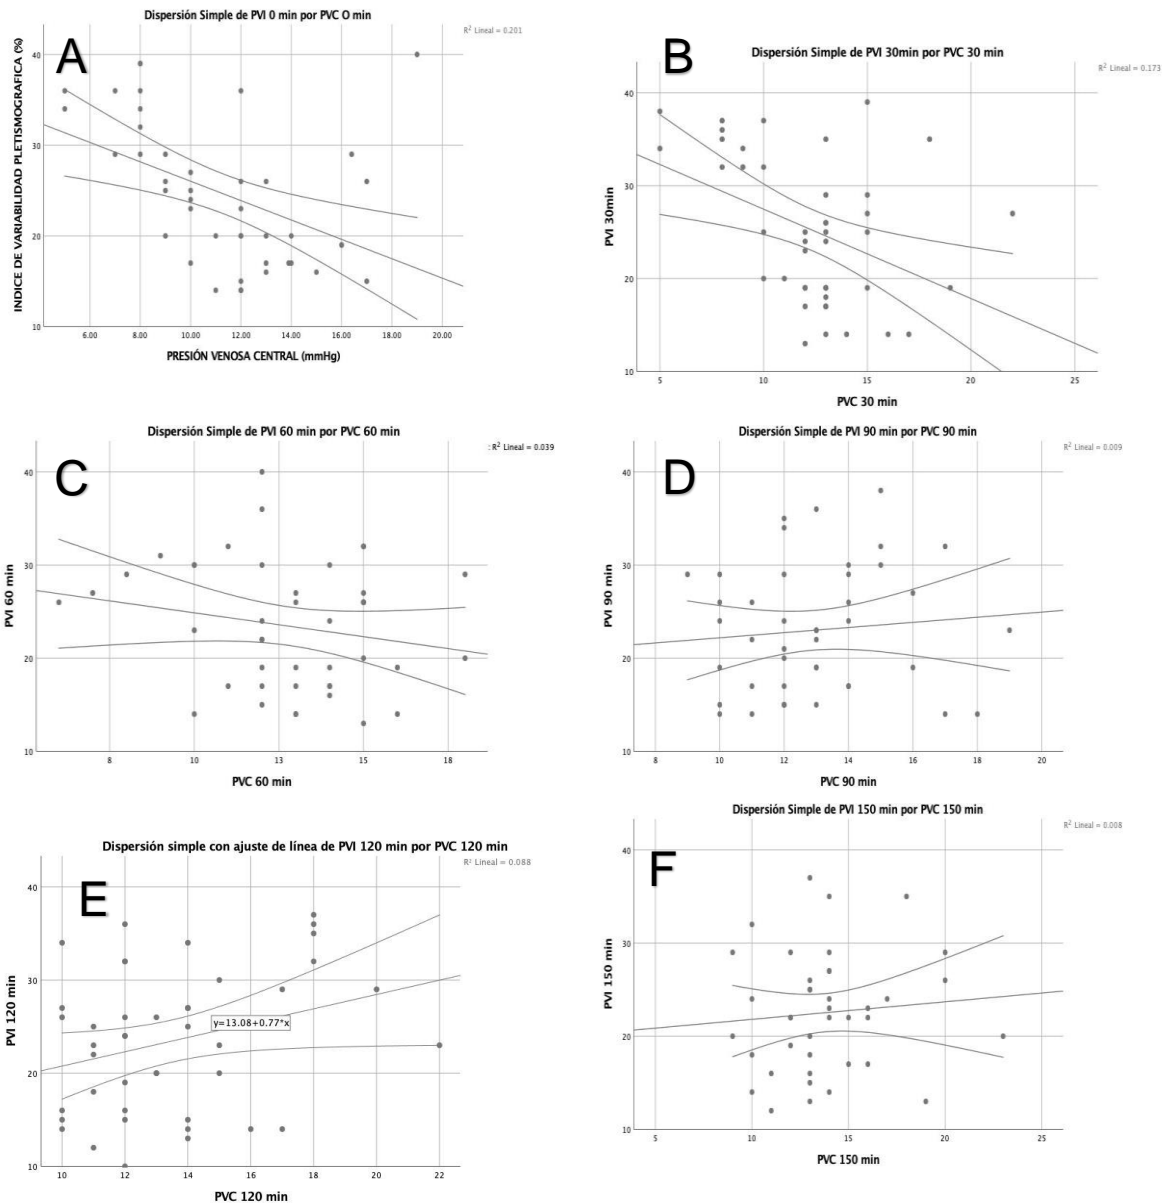 Dispersión Simple de PVI 0 min por PVC O min
R² Lineal = 0.201
A
INDICE DE VARIABILIDAD PLETISMOGRAFICA (%)
40
30
20
10
6.00 8.00 10.00 12.00 14.00 16.00 18.00 20.00
PRESIÓN VENOSA CENTRAL (mmHg)
Dispersión Simple de PVI 30min por PVC 30 min
R² Lineal = 0.173
B
PVI 30min
40
30
20
10
5 10 15 20 25
PVC 30 min
Dispersión Simple de PVI 60 min por PVC 60 min
: R² Lineal = 0.039
C
PVI 60 min
40
30
20
10
8 10 13 15 18
PVC 60 min
Dispersión Simple de PVI 90 min por PVC 90 min
R² Lineal = 0.009
D
PVI 90 min
40
30
20
10
8 10 12 14 16 18 20
PVC 90 min
Dispersión simple con ajuste de línea de PVI 120 min por PVC 120 min
R² Lineal = 0.088
E
PVI 120 min
40
30
20
10
y=13.08+0.77*x
10 12 14 16 18 20 22
PVC 120 min
Dispersión Simple de PVI 150 min por PVC 150 min
R² Lineal = 0.008
F
PVI 150 min
40
30
20
10
5 10 15 20 25
PVC 150 min